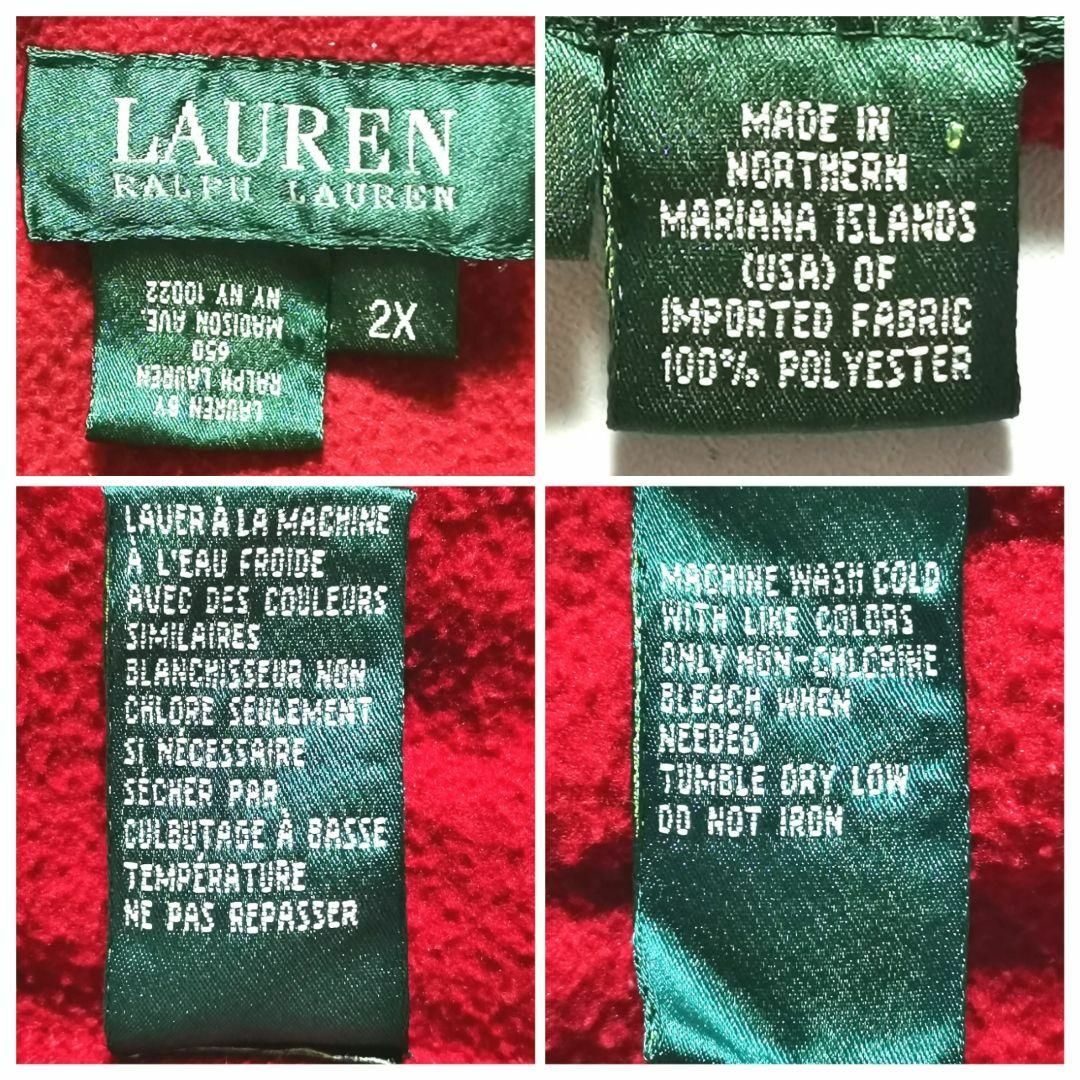 LAUREN
RALPH LAUREN
LAUREN BY
RALPH LAUREN
650
MADISON AVE.
NY NY 10022
2X
MADE IN
NORTHERN
MARIANA ISLANDS
(USA) OF
IMPORTED FABRIC
100% POLYESTER
LAVER À LA MACHINE
À L'EAU FROIDE
AVEC DES COULEURS
SIMILAIRES
BLANCHISSEUR NON
CHLORE SEULEMENT
SI NÉCESSAIRE
SÉCHER PAR
CULBUTAGE À BASSE
TEMPÉRATURE
NE PAS REPASSER
MACHINE WASH COLD
WITH LIKE COLORS
ONLY NON-CHLORINE
BLEACH WHEN
NEEDED
TUMBLE DRY LOW
DO NOT IRON